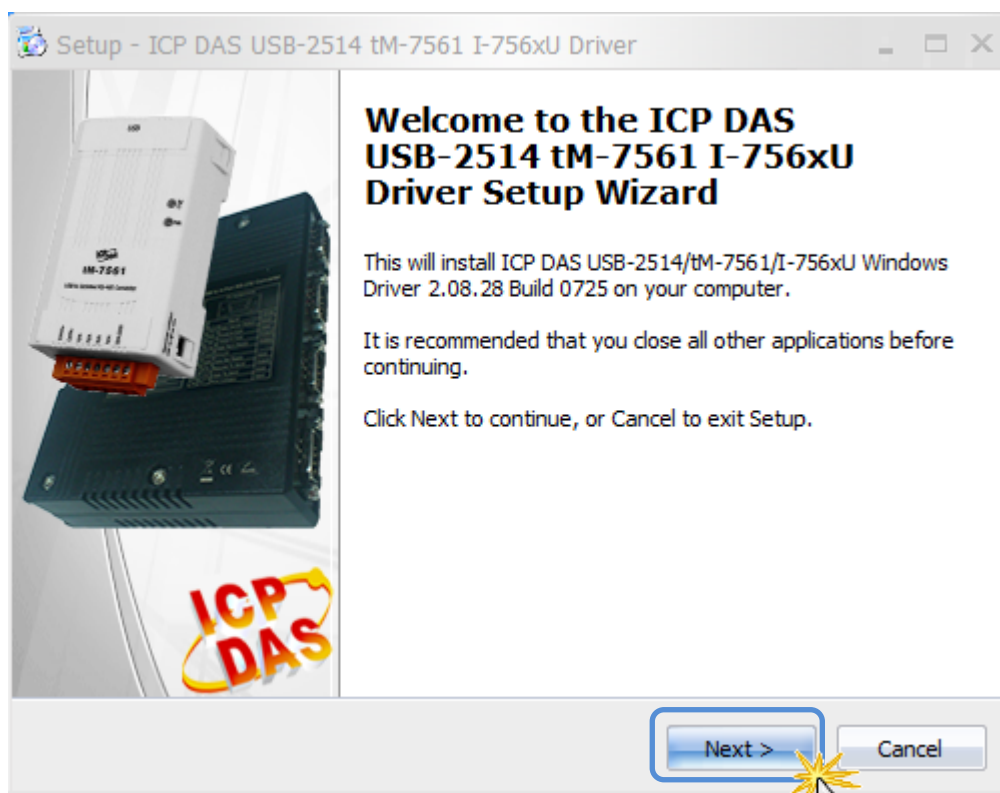 Setup - ICP DAS USB-2514 tM-7561 I-756xU Driver
Welcome to the ICP DAS
USB-2514 tM-7561 I-756xU
Driver Setup Wizard
This will install ICP DAS USB-2514/tM-7561/I-756xU Windows
Driver 2.08.28 Build 0725 on your computer.
It is recommended that you close all other applications before
continuing.
Click Next to continue, or Cancel to exit Setup.
USB
tM-7561
ICP
DAS
Next >
Cancel